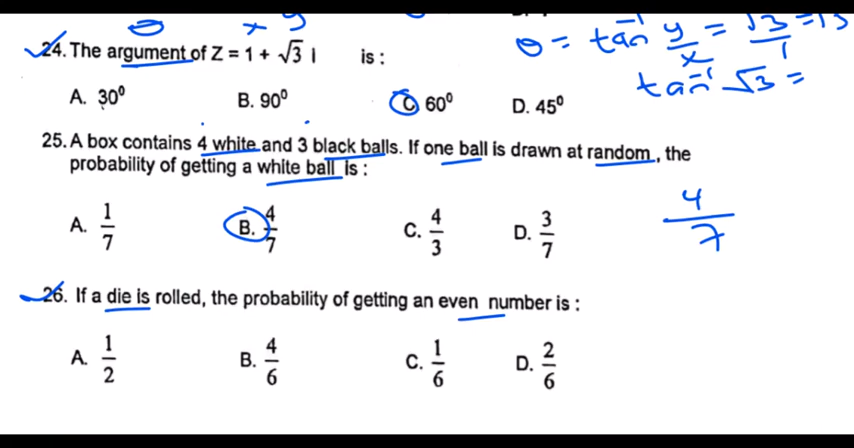 θ x y
θ = tan⁻¹ y/x = √3/1 = √3
24. The argument of Z = 1 + √3 i is :
tan⁻¹ √3 =
A. 30⁰ B. 90⁰ C. 60⁰ D. 45⁰
25. A box contains 4 white and 3 black balls. If one ball is drawn at random, the
probability of getting a white ball is :
A. 1/7 B. 4/7 C. 4/3 D. 3/7
4/7
26. If a die is rolled, the probability of getting an even number is :
A. 1/2 B. 4/6 C. 1/6 D. 2/6